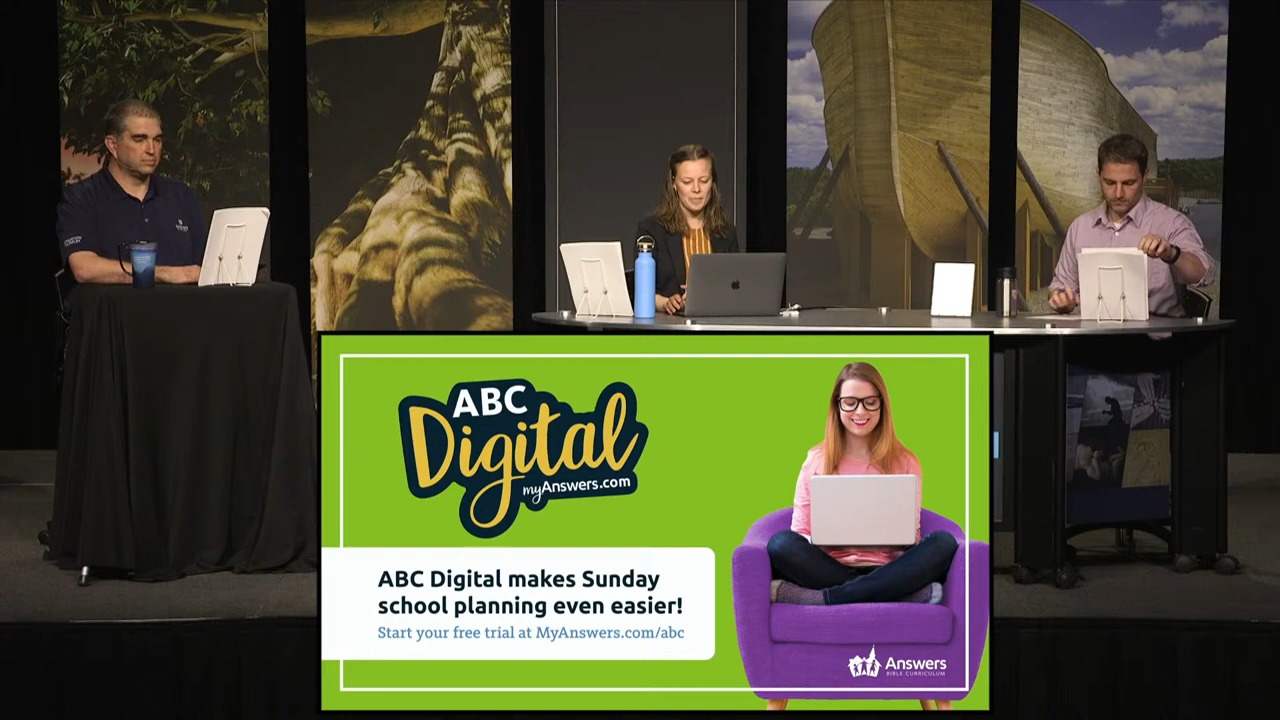 ABC
Digital
myAnswers.com
ABC Digital makes Sunday
school planning even easier!
Start your free trial at MyAnswers.com/abc
Answers
BIBLE CURRICULUM